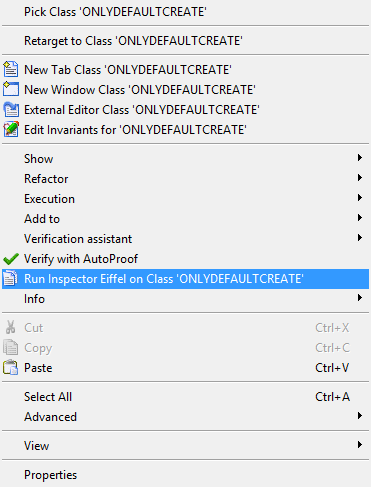 Pick Class 'ONLYDEFAULTCREATE'
Retarget to Class 'ONLYDEFAULTCREATE'
New Tab Class 'ONLYDEFAULTCREATE'
New Window Class 'ONLYDEFAULTCREATE'
External Editor Class 'ONLYDEFAULTCREATE'
Edit Invariants for 'ONLYDEFAULTCREATE'
Show
Refactor
Execution
Add to
Verification assistant
Verify with AutoProof
Run Inspector Eiffel on Class 'ONLYDEFAULTCREATE'
Info
Cut Ctrl+X
Copy Ctrl+C
Paste Ctrl+V
Select All Ctrl+A
Advanced
View
Properties